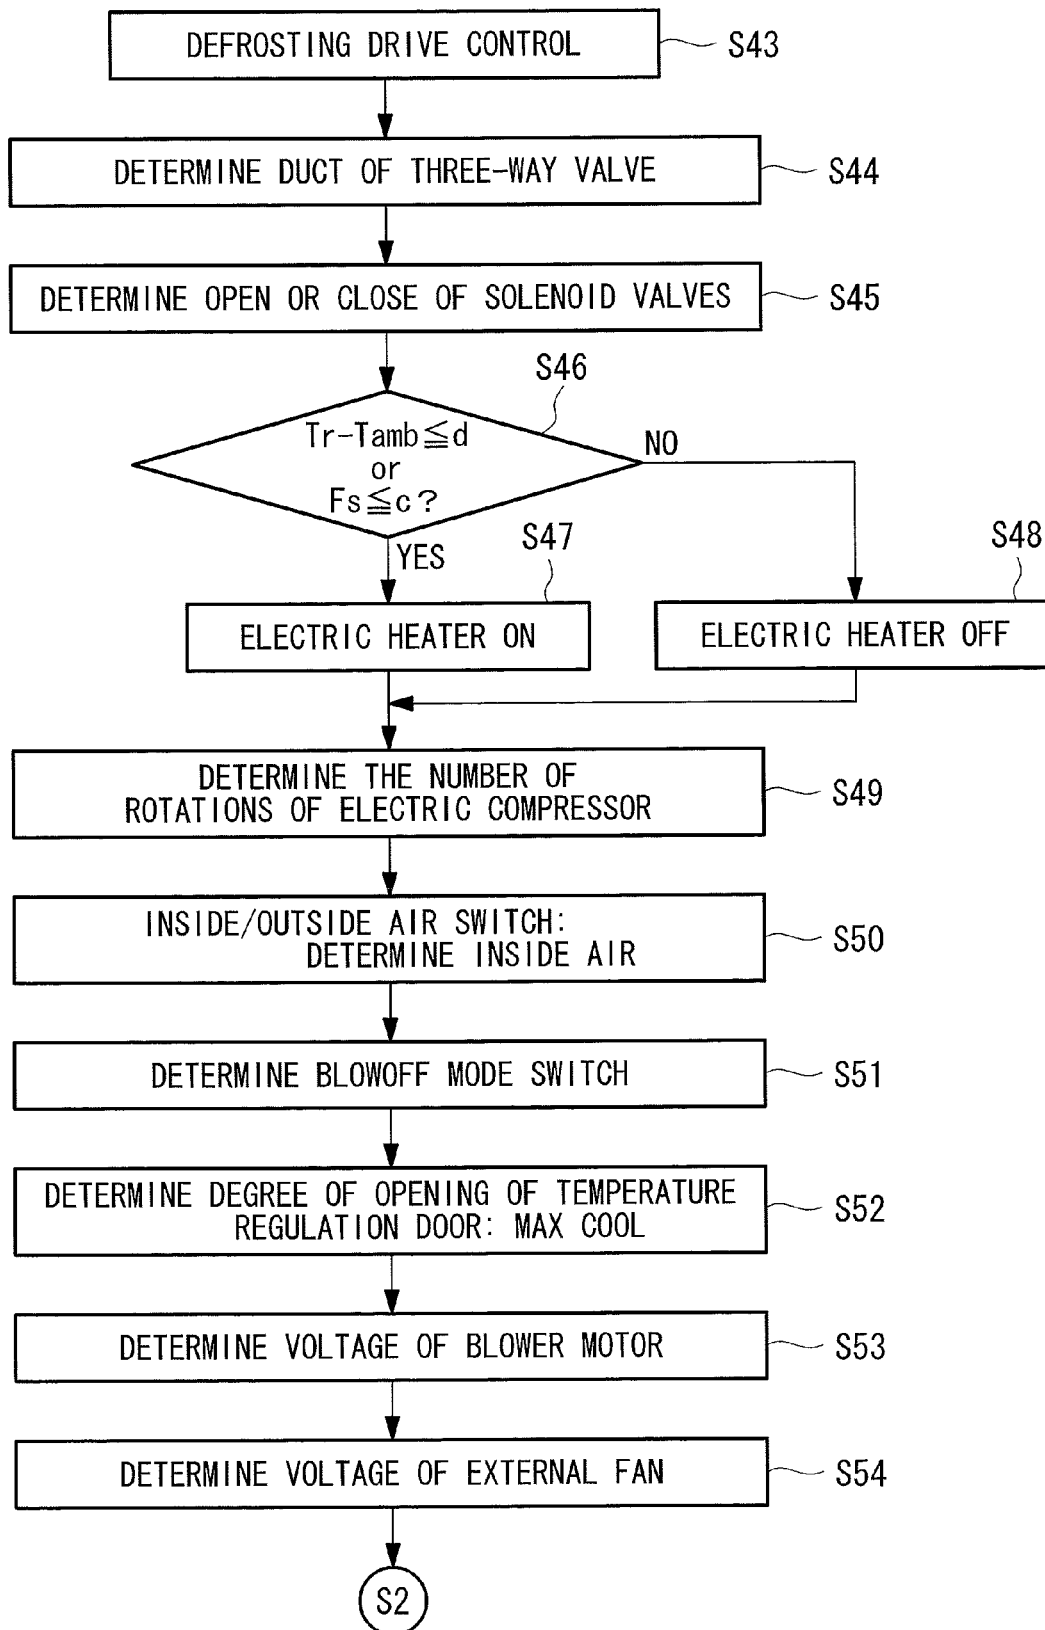 DEFROSTING DRIVE CONTROL
S43
DETERMINE DUCT OF THREE-WAY VALVE
S44
DETERMINE OPEN OR CLOSE OF SOLENOID VALVES
S45
S46
Tr-Tamb≦d
or
Fs≦c?
NO
YES
S47
S48
ELECTRIC HEATER ON
ELECTRIC HEATER OFF
DETERMINE THE NUMBER OF
ROTATIONS OF ELECTRIC COMPRESSOR
S49
INSIDE/OUTSIDE AIR SWITCH:
DETERMINE INSIDE AIR
S50
DETERMINE BLOWOFF MODE SWITCH
S51
DETERMINE DEGREE OF OPENING OF TEMPERATURE
REGULATION DOOR: MAX COOL
S52
DETERMINE VOLTAGE OF BLOWER MOTOR
S53
DETERMINE VOLTAGE OF EXTERNAL FAN
S54
S2